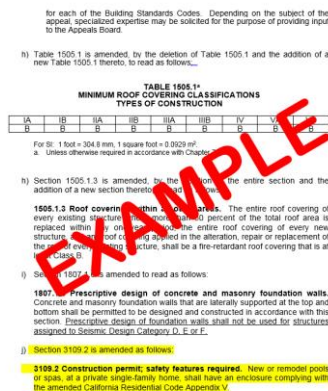 for each of the Building Standards Codes. Depending on the subject of the
appeal, specialized expertise may be solicited for the purpose of providing input
to the Appeals Board.
h) Table 1505.1 is amended, by the deletion of Table 1505.1 and the addition of a
new Table 1505.1 thereto, to read as follows:
TABLE 1505.1ª
MINIMUM ROOF COVERING CLASSIFICATIONS
TYPES OF CONSTRUCTION
IA IB IIA IIB IIIA IIIB IV
B B B B B B B B
For SI: 1 foot = 304.8 mm, 1 square foot = 0.0929 m².
a. Unless otherwise required in accordance with Chapter
h) Section 1505.1.3 is amended, by the entire section and the
addition of a new section thereto
1505.1.3 Roof coverings within The entire roof covering of
every existing percent of the total roof area is
replaced within any the entire roof covering of every new
applied in the alteration, repair or replacement of
the roof of every existing structure, shall be a fire-retardant roof covering that is at
Class B.
i) is amended to read as follows:
1807. Prescriptive design of concrete and masonry foundation walls.
Concrete and masonry foundation walls that are laterally supported at the top and
bottom shall be permitted to be designed and constructed in accordance with this
section. Prescriptive design of foundation walls shall not be used for structures
assigned to Seismic Design Category D, E or F.
j) Section 3109.2 is amended as follows:
3109.2 Construction permit; safety features required. New or remodel pools
or spas, at a private single-family home, shall have an enclosure complying with
the amended California Residential Code Appendix V.
EXAMPLE